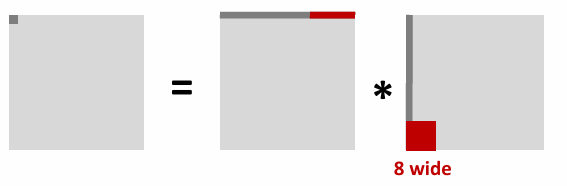 = *
8 wide